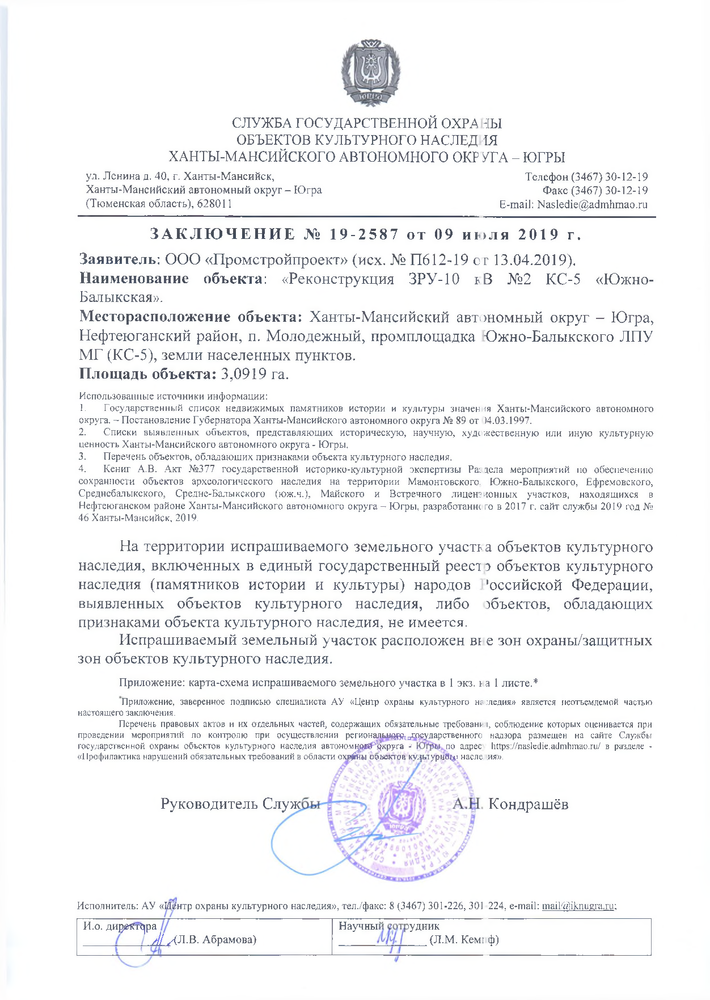 ЮГРА
СЛУЖБА ГОСУДАРСТВЕННОЙ ОХРАНЫ
ОБЪЕКТОВ КУЛЬТУРНОГО НАСЛЕДИЯ
ХАНТЫ-МАНСИЙСКОГО АВТОНОМНОГО ОКРУГА – ЮГРЫ
ул. Ленина д. 40, г. Ханты-Мансийск,
Ханты-Мансийский автономный округ – Югра
(Тюменская область), 628011
Телефон (3467) 30-12-19
Факс (3467) 30-12-19
E-mail: Nasledie@admhmao.ru
ЗАКЛЮЧЕНИЕ № 19-2587 от 09 июля 2019 г.
Заявитель: ООО «Промстройпроект» (исх. № П612-19 от 13.04.2019).
Наименование объекта: «Реконструкция ЗРУ-10 кВ №2 КС-5 «Южно-
Балыкская».
Месторасположение объекта: Ханты-Мансийский автономный округ – Югра,
Нефтеюганский район, п. Молодежный, промплощадка Южно-Балыкского ЛПУ
МГ (КС-5), земли населенных пунктов.
Площадь объекта: 3,0919 га.
Использованные источники информации:
1. Государственный список недвижимых памятников истории и культуры значения Ханты-Мансийского автономного
округа. – Постановление Губернатора Ханты-Мансийского автономного округа № 89 от 04.03.1997.
2. Списки выявленных объектов, представляющих историческую, научную, художественную или иную культурную
ценность Ханты-Мансийского автономного округа - Югры.
3. Перечень объектов, обладающих признаками объекта культурного наследия.
4. Кениг А.В. Акт №377 государственной историко-культурной экспертизы Раздела мероприятий по обеспечению
сохранности объектов археологического наследия на территории Мамонтовского, Южно-Балыкского, Ефремовского,
Среднебалыкского, Средне-Балыкского (юж.ч.), Майского и Встречного лицензионных участков, находящихся в
Нефтеюганском районе Ханты-Мансийского автономного округа – Югры, разработанного в 2017 г. сайт службы 2019 год №
46 Ханты-Мансийск, 2019.
На территории испрашиваемого земельного участка объектов культурного
наследия, включенных в единый государственный реестр объектов культурного
наследия (памятников истории и культуры) народов Российской Федерации,
выявленных объектов культурного наследия, либо объектов, обладающих
признаками объекта культурного наследия, не имеется.
Испрашиваемый земельный участок расположен вне зон охраны/защитных
зон объектов культурного наследия.
Приложение: карта-схема испрашиваемого земельного участка в 1 экз. на 1 листе.*
*Приложение, заверенное подписью специалиста АУ «Центр охраны культурного наследия» является неотъемлемой частью
настоящего заключения.
Перечень правовых актов и их отдельных частей, содержащих обязательные требования, соблюдение которых оценивается при
проведении мероприятий по контролю при осуществлении регионального государственного надзора размещен на сайте Службы
государственной охраны объектов культурного наследия автономного округа - Югры по адресу https://nasledie.admhmao.ru/ в разделе -
«Профилактика нарушений обязательных требований в области охраны объектов культурного наследия».
Руководитель Службы А.Н. Кондрашёв
Исполнитель: АУ «Центр охраны культурного наследия», тел./факс: 8 (3467) 301-226, 301-224, e-mail: mail@iknugra.ru;
И.о. директора
(Л.В. Абрамова)
Научный сотрудник
(Л.М. Кемпф)